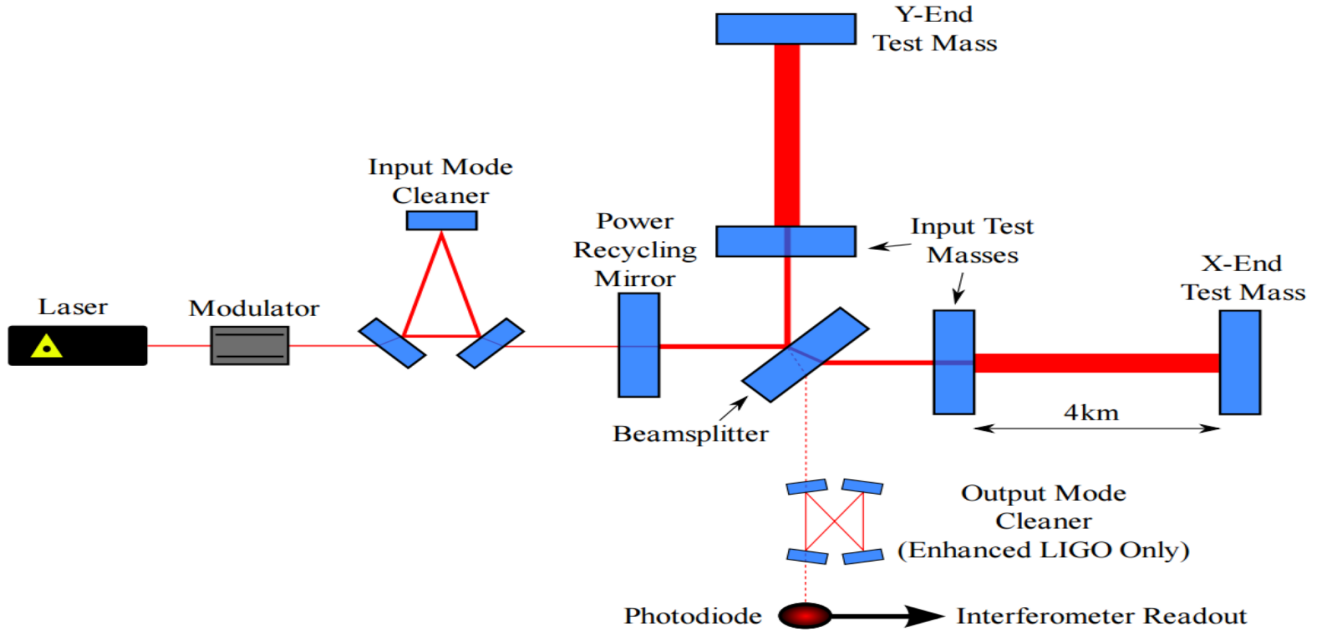 Y-End
Test Mass
Input Mode
Cleaner
Power
Recycling
Mirror
Input Test
Masses
X-End
Test Mass
Laser
Modulator
4km
Beamsplitter
Output Mode
Cleaner
(Enhanced LIGO Only)
Photodiode
Interferometer Readout